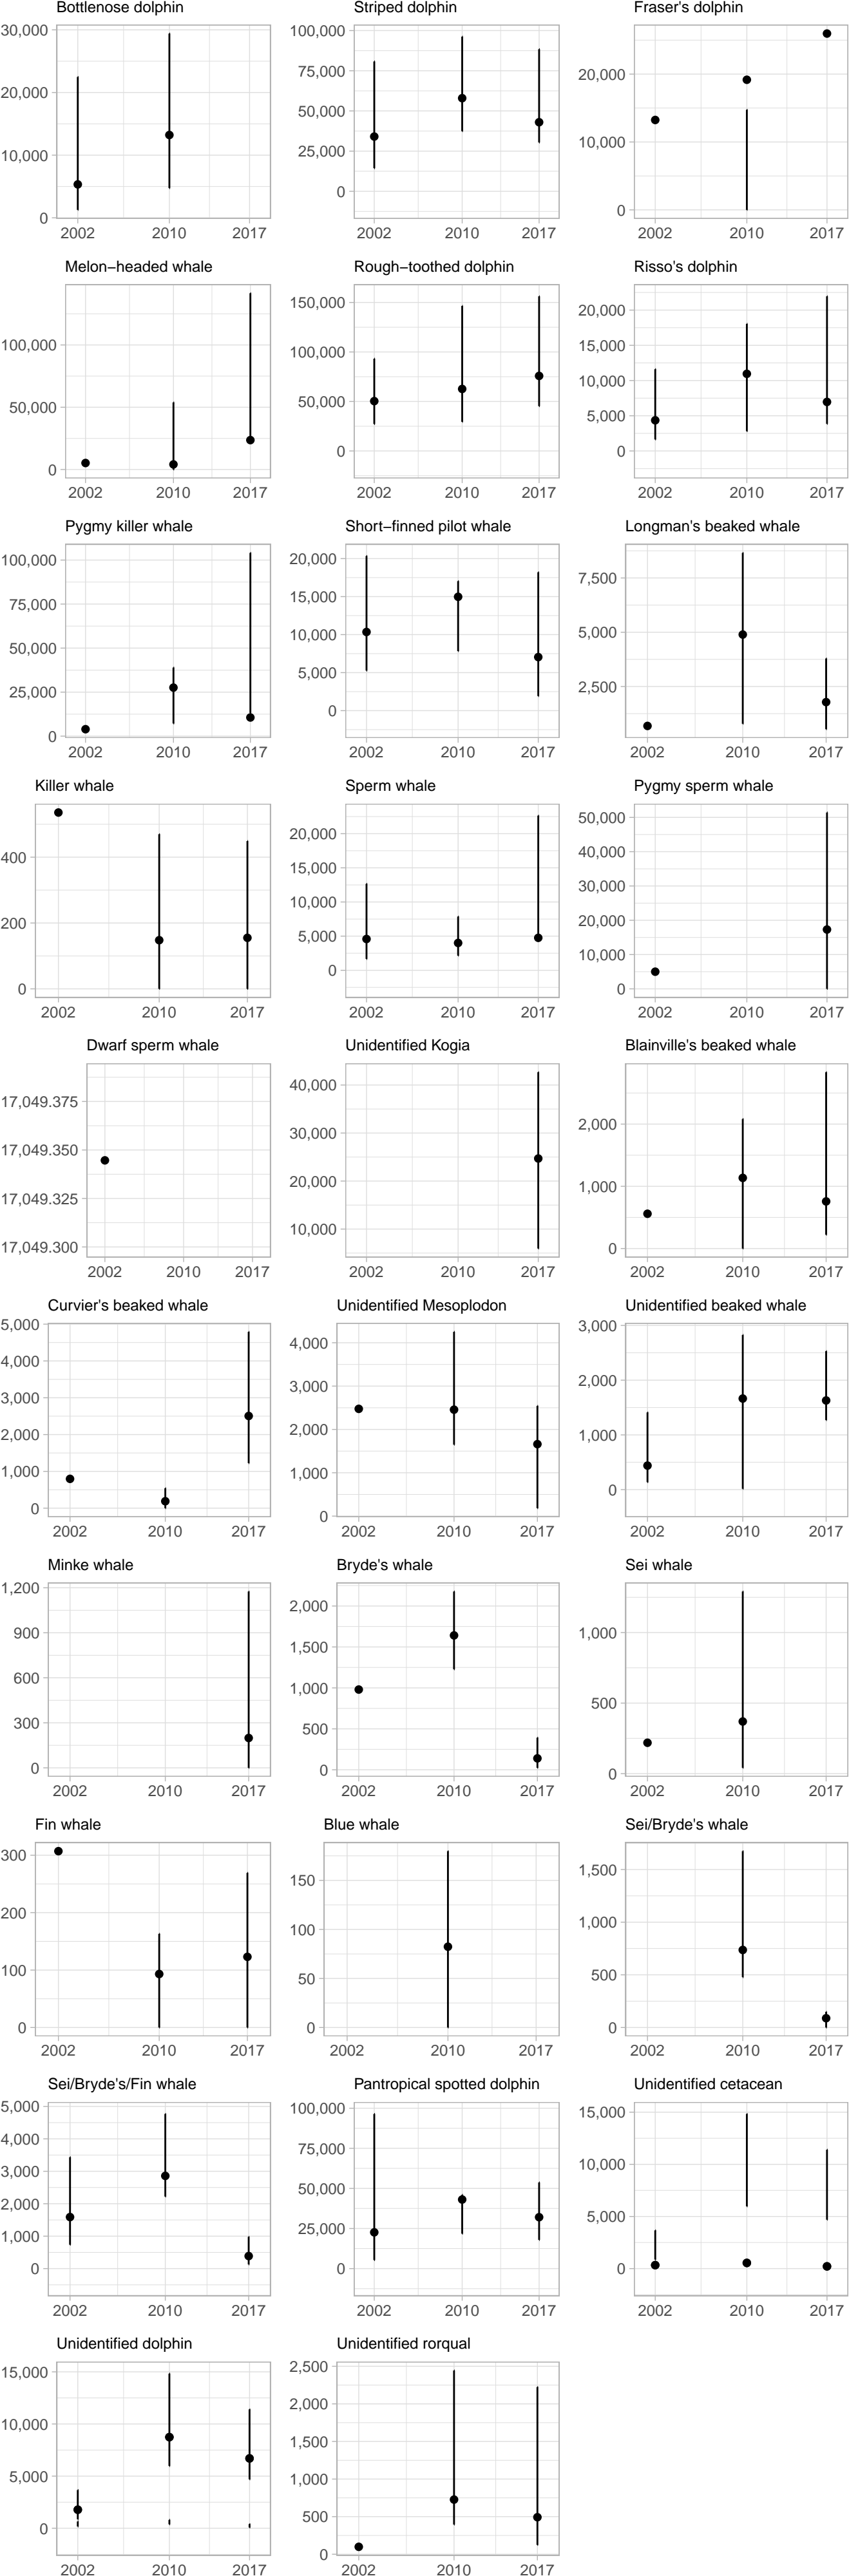 Bottlenose dolphin
30,000
20,000
10,000
0
2002 2010 2017
Striped dolphin
100,000
75,000
50,000
25,000
0
2002 2010 2017
Fraser's dolphin
20,000
10,000
0
2002 2010 2017
Melon−headed whale
100,000
50,000
0
2002 2010 2017
Rough−toothed dolphin
150,000
100,000
50,000
0
2002 2010 2017
Risso's dolphin
20,000
15,000
10,000
5,000
0
2002 2010 2017
Pygmy killer whale
100,000
75,000
50,000
25,000
0
2002 2010 2017
Short−finned pilot whale
20,000
15,000
10,000
5,000
0
2002 2010 2017
Longman's beaked whale
7,500
5,000
2,500
2002 2010 2017
Killer whale
400
200
0
2002 2010 2017
Sperm whale
20,000
15,000
10,000
5,000
0
2002 2010 2017
Pygmy sperm whale
50,000
40,000
30,000
20,000
10,000
0
2002 2010 2017
Dwarf sperm whale
17,049.375
17,049.350
17,049.325
17,049.300
2002 2010 2017
Unidentified Kogia
40,000
30,000
20,000
10,000
2002 2010 2017
Blainville's beaked whale
2,000
1,000
0
2002 2010 2017
Curvier's beaked whale
5,000
4,000
3,000
2,000
1,000
0
2002 2010 2017
Unidentified Mesoplodon
4,000
3,000
2,000
1,000
0
2002 2010 2017
Unidentified beaked whale
3,000
2,000
1,000
0
2002 2010 2017
Minke whale
1,200
900
600
300
0
2002 2010 2017
Bryde's whale
2,000
1,500
1,000
500
0
2002 2010 2017
Sei whale
1,000
500
0
2002 2010 2017
Fin whale
300
200
100
0
2002 2010 2017
Blue whale
150
100
50
0
2002 2010 2017
Sei/Bryde's whale
1,500
1,000
500
0
2002 2010 2017
Sei/Bryde's/Fin whale
5,000
4,000
3,000
2,000
1,000
0
2002 2010 2017
Pantropical spotted dolphin
100,000
75,000
50,000
25,000
0
2002 2010 2017
Unidentified cetacean
15,000
10,000
5,000
0
2002 2010 2017
Unidentified dolphin
15,000
10,000
5,000
0
2002 2010 2017
Unidentified rorqual
2,500
2,000
1,500
1,000
500
0
2002 2010 2017